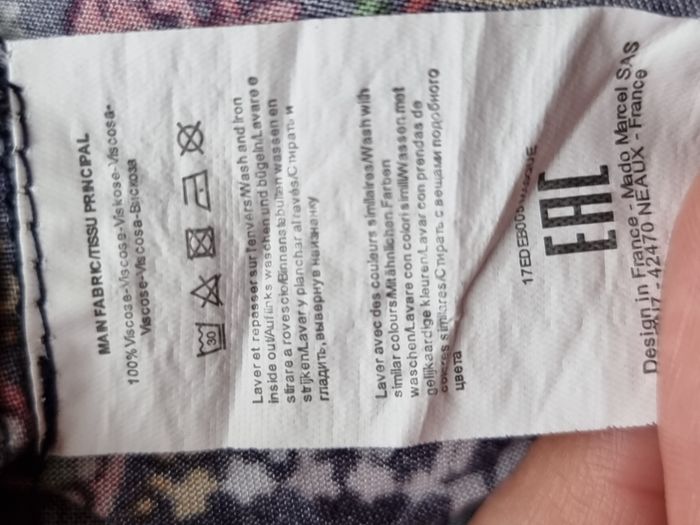 MAIN FABRIC/TISSU PRINCIPAL
100%Viscose-Viscose-Viskose-Viscose-
Viscose-Viscosa-Вискоза
30
Laver et repasser sur l'envers/Wash and iron
inside out/Auf links waschen und bügeln/Lavare e
stirare a rovescio/Binnenstebuiten wassen en
strijken/Lavar y planchar al revés/Стирать и
гладить, вывернув наизнанку
Laver avec des couleurs similaires/Wash with
similar colours/Mit ähnlichen Farben
waschen/Lavare con colori simili/Wassen met
gelijkaardige kleuren/Lavar con prendas de
colores similares/Стирать с вещами подобного
цвета
EAC
Design in France - Mado Marcel SAS
42470 NEAUX - France